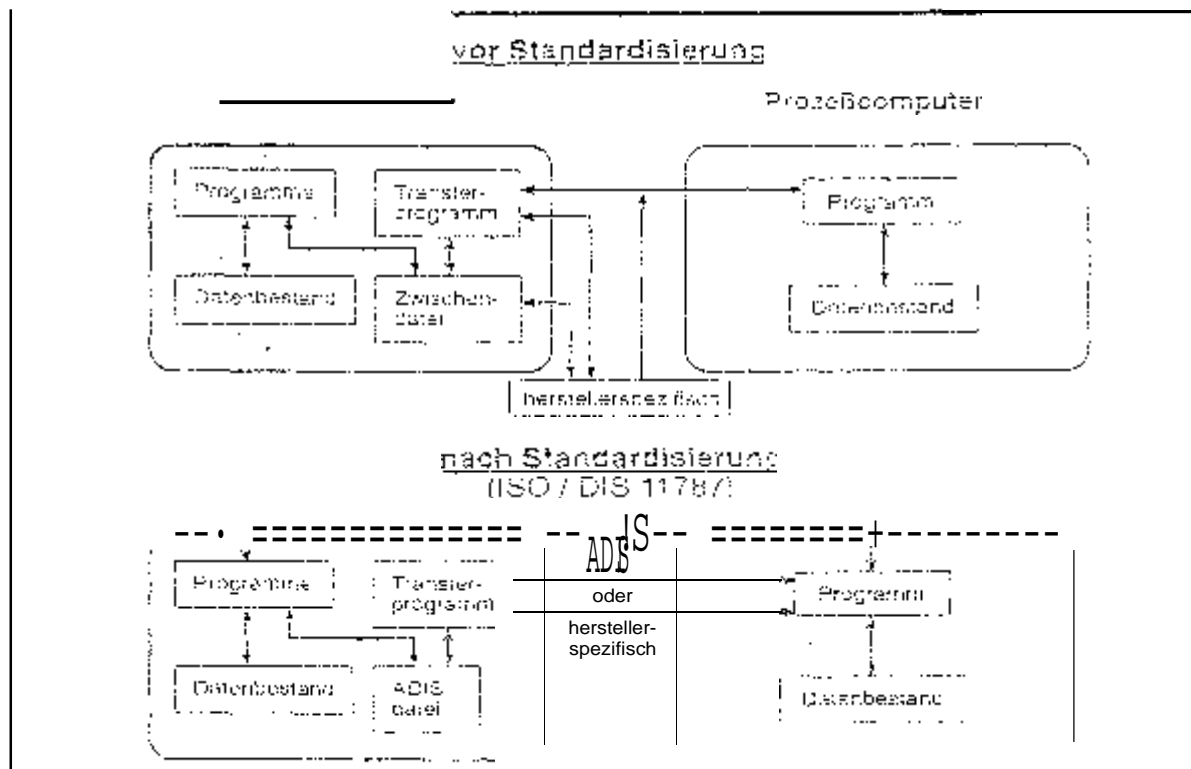 vor Standardisierung
Prozeßcomputer
Programme
Transfer-
programm
Programm
Datenbestand
Zwischen-
datei
Datenbestand
herstellerspezifisch
nach Standardisierung
(ISO / DIS 11787)
ADIS
Programme
Transfer-
programm
oder
Programm
hersteller-
spezifisch
Datenbestand
ADIS
datei
Datenbestand